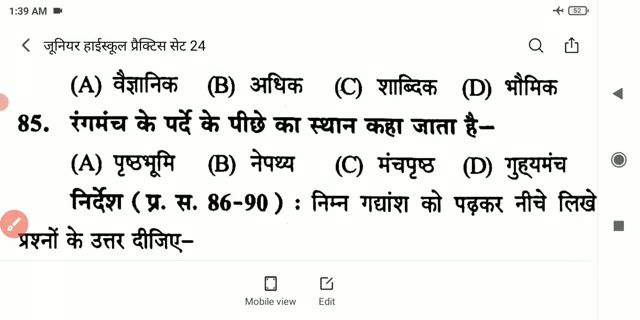 1:39 AM
52
जूनियर हाईस्कूल प्रैक्टिस सेट 24
(A) वैज्ञानिक (B) अधिक (C) शाब्दिक (D) भौमिक
85. रंगमंच के पर्दे के पीछे का स्थान कहा जाता है–
(A) पृष्ठभूमि (B) नेपथ्य (C) मंचपृष्ठ (D) गुह्यमंच
निर्देश ( प्र. स. 86-90 ) : निम्न गद्यांश को पढ़कर नीचे लिखे
प्रश्नों के उत्तर दीजिए–
Mobile view Edit